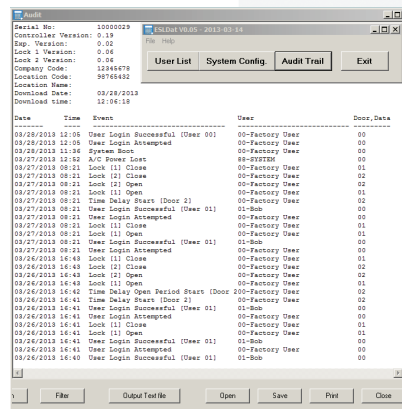 Audit
Serial No: 10000029
Controller Version: 0.19
Exp. Version: 0.02
Lock 1 Version: 0.06
Lock 2 Version: 0.06
Company Code: 12345678
Location Code: 98765432
Location Name:
Download Date: 03/28/2013
Download time: 12:06:18
ESLDat V0.05 - 2013-03-14
File Help
User List System Config. Audit Trail Exit
Date Time Event User Door,Data
03/28/2013 12:05 User Login Successful [User 00] 00-Factory User 00
03/28/2013 12:05 User Login Attempted 00-Factory User 00
03/28/2013 11:36 System Boot 00-Factory User 00
03/27/2013 12:52 A/C Power Lost 88-SYSTEM 00
03/27/2013 08:21 Lock [1] Close 00-Factory User 01
03/27/2013 08:21 Lock [2] Close 00-Factory User 02
03/27/2013 08:21 Lock [2] Open 00-Factory User 02
03/27/2013 08:21 Lock [1] Open 00-Factory User 01
03/27/2013 08:21 Time Delay Start [Door 2] 00-Factory User 02
03/27/2013 08:21 User Login Successful [User 01] 01-Bob 00
03/27/2013 08:21 User Login Attempted 00-Factory User 00
03/27/2013 08:21 Lock [1] Close 00-Factory User 01
03/27/2013 08:21 Lock [1] Open 00-Factory User 01
03/27/2013 08:21 User Login Successful [User 01] 01-Bob 00
03/27/2013 08:21 User Login Attempted 00-Factory User 00
03/26/2013 16:43 Lock [1] Close 00-Factory User 01
03/26/2013 16:43 Lock [2] Close 00-Factory User 02
03/26/2013 16:43 Lock [2] Open 00-Factory User 02
03/26/2013 16:43 Lock [1] Open 00-Factory User 01
03/26/2013 16:42 Time Delay Open Period Start [Door 200-Factory User 02
03/26/2013 16:41 Time Delay Start [Door 2] 00-Factory User 02
03/26/2013 16:41 User Login Successful [User 01] 01-Bob 00
03/26/2013 16:41 User Login Attempted 00-Factory User 00
03/26/2013 16:41 Lock [1] Close 00-Factory User 01
03/26/2013 16:41 Lock [1] Open 00-Factory User 01
03/26/2013 16:41 User Login Successful [User 01] 01-Bob 00
03/26/2013 16:41 User Login Attempted 00-Factory User 00
03/26/2013 16:40 User Login Successful [User 01] 01-Bob 00
Filter Output Text file Open Save Print Close